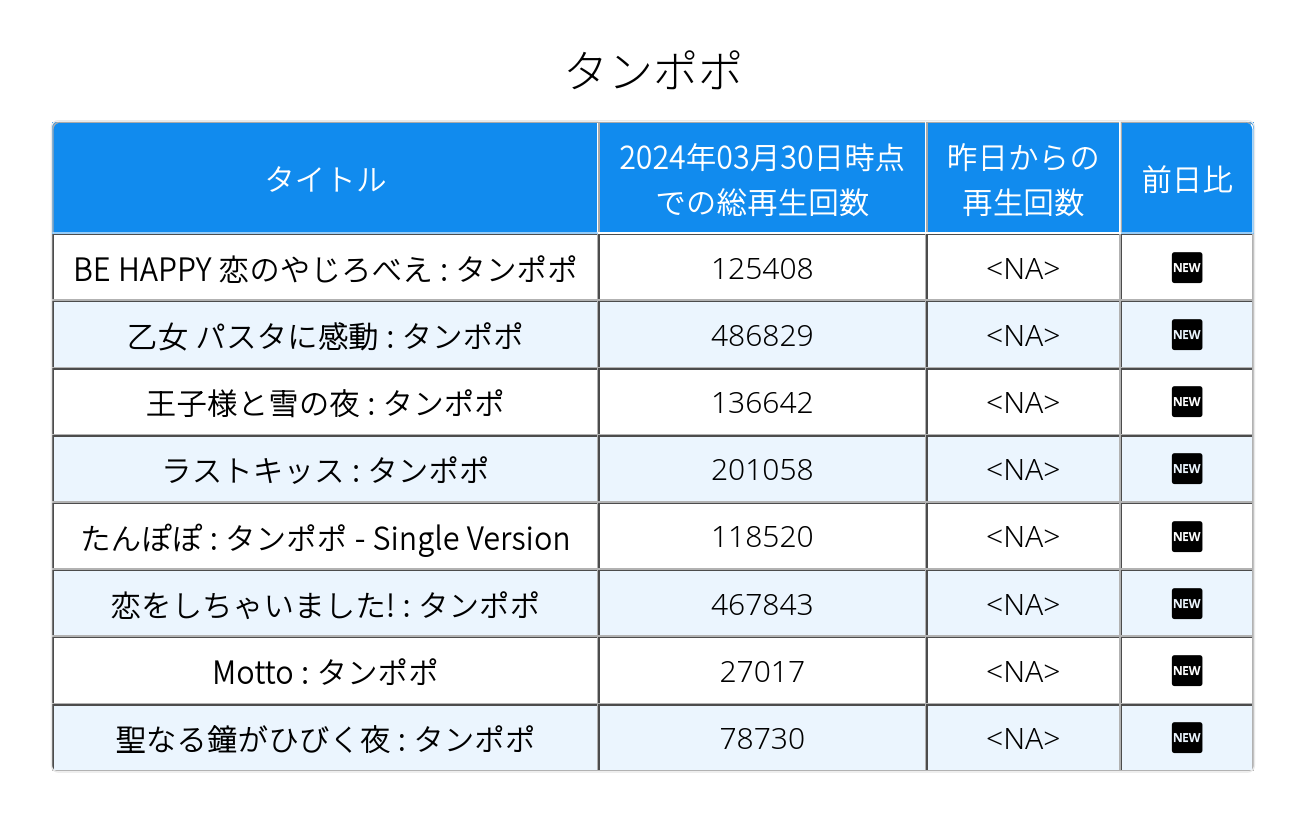 タンポポ
タイトル 2024年03月30日時点での総再生回数 昨日からの再生回数 前日比
BE HAPPY 恋のやじろべえ : タンポポ 125408 <NA> NEW
乙女 パスタに感動 : タンポポ 486829 <NA> NEW
王子様と雪の夜 : タンポポ 136642 <NA> NEW
ラストキッス : タンポポ 201058 <NA> NEW
たんぽぽ : タンポポ - Single Version 118520 <NA> NEW
恋をしちゃいました! : タンポポ 467843 <NA> NEW
Motto : タンポポ 27017 <NA> NEW
聖なる鐘がひびく夜 : タンポポ 78730 <NA> NEW